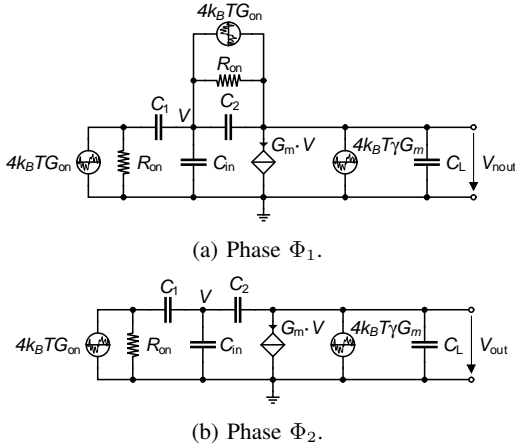 4k_BTG_on
R_on
C_1 V C_2
4k_BTG_on R_on C_in G_m·V 4k_BTγG_m C_L V_nout
(a) Phase Φ_1.
C_1 V C_2
4k_BTG_on R_on C_in G_m·V 4k_BTγG_m C_L V_out
(b) Phase Φ_2.